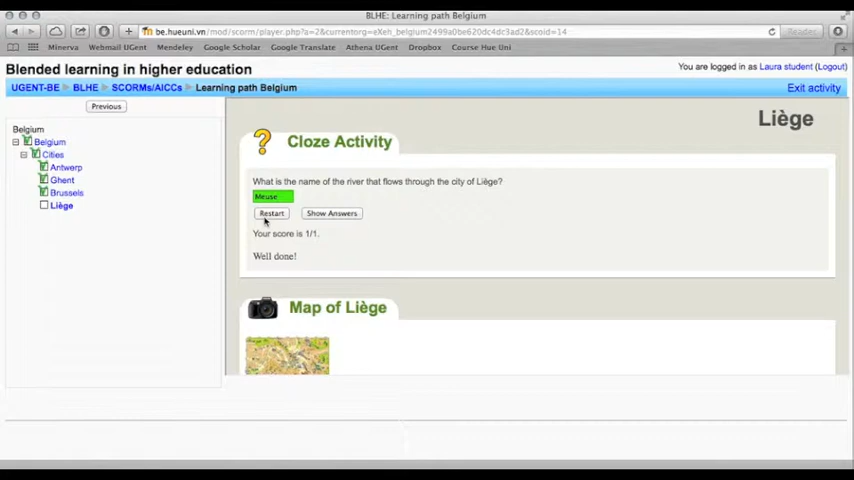 BLHE: Learning path Belgium
be.hueuni.vn/mod/scorm/player.php?a=2&currentorg=eXeh_belgium2499a0be620dc4dc3ad2&scoid=14
Reader
Minerva Webmail UGent Mendeley Google Scholar Google Translate Athena UGent Dropbox Course Hue Uni
Blended learning in higher education
You are logged in as Laura student (Logout)
UGENT-BE BLHE SCORMs/AICCs Learning path Belgium
Exit activity
Previous
Belgium
Belgium
Cities
Antwerp
Ghent
Brussels
Liège
Liège
Cloze Activity
What is the name of the river that flows through the city of Liége?
Meuse
Restart Show Answers
Your score is 1/1.
Well done!
Map of Liège